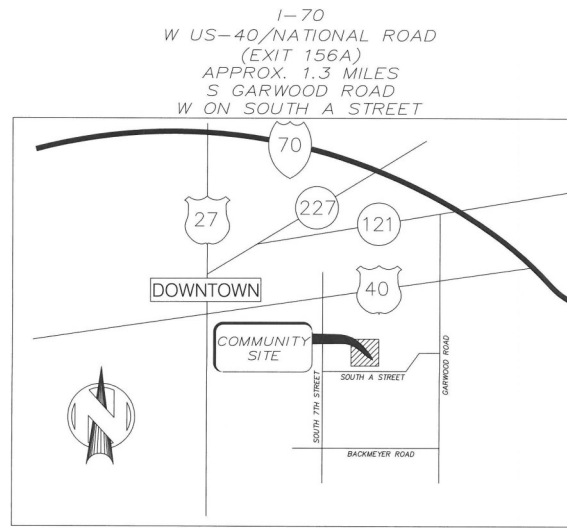 I-70
W US-40/NATIONAL ROAD
(EXIT 156A)
APPROX. 1.3 MILES
S GARWOOD ROAD
W ON SOUTH A STREET
70
27
227
121
DOWNTOWN
40
COMMUNITY
SITE
SOUTH A STREET
GARWOOD ROAD
SOUTH 7TH STREET
BACKMEYER ROAD
N